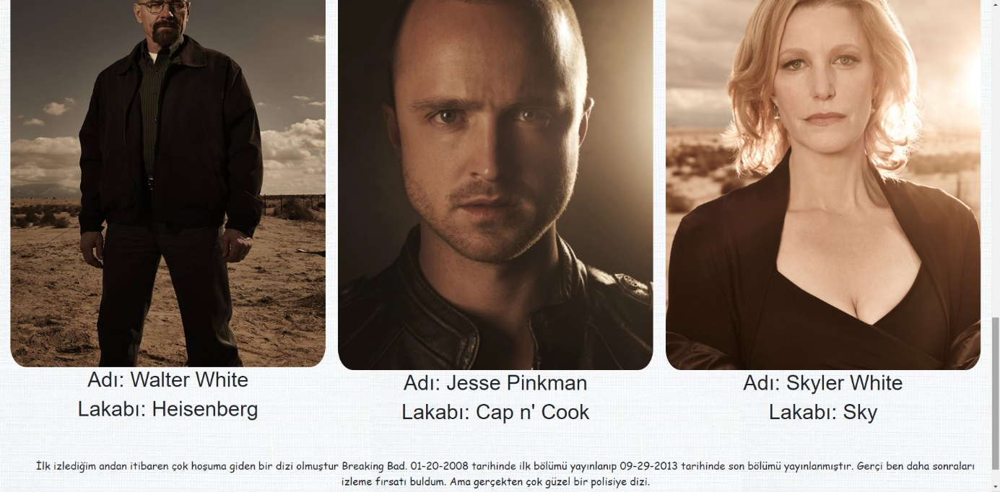 Adı: Walter White
Lakabı: Heisenberg
Adı: Jesse Pinkman
Lakabı: Cap n' Cook
Adı: Skyler White
Lakabı: Sky
İlk izlediğim andan itibaren çok hoşuma giden bir dizi olmuştur Breaking Bad. 01-20-2008 tarihinde ilk bölümü yayınlanıp 09-29-2013 tarihinde son bölümü yayınlanmıştır. Gerçi ben daha sonraları
izleme fırsatı buldum. Ama gerçekten çok güzel bir polisiye dizi.